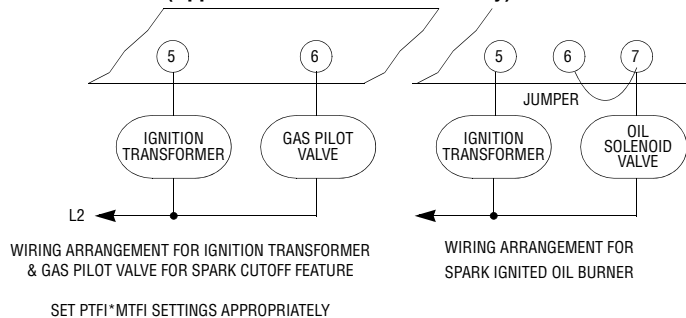 5
6
5
6
7
JUMPER
IGNITION
TRANSFORMER
GAS PILOT
VALVE
IGNITION
TRANSFORMER
OIL
SOLENOID
VALVE
L2
WIRING ARRANGEMENT FOR IGNITION TRANSFORMER
& GAS PILOT VALVE FOR SPARK CUTOFF FEATURE
SET PTFI*MTFI SETTINGS APPROPRIATELY
WIRING ARRANGEMENT FOR
SPARK IGNITED OIL BURNER